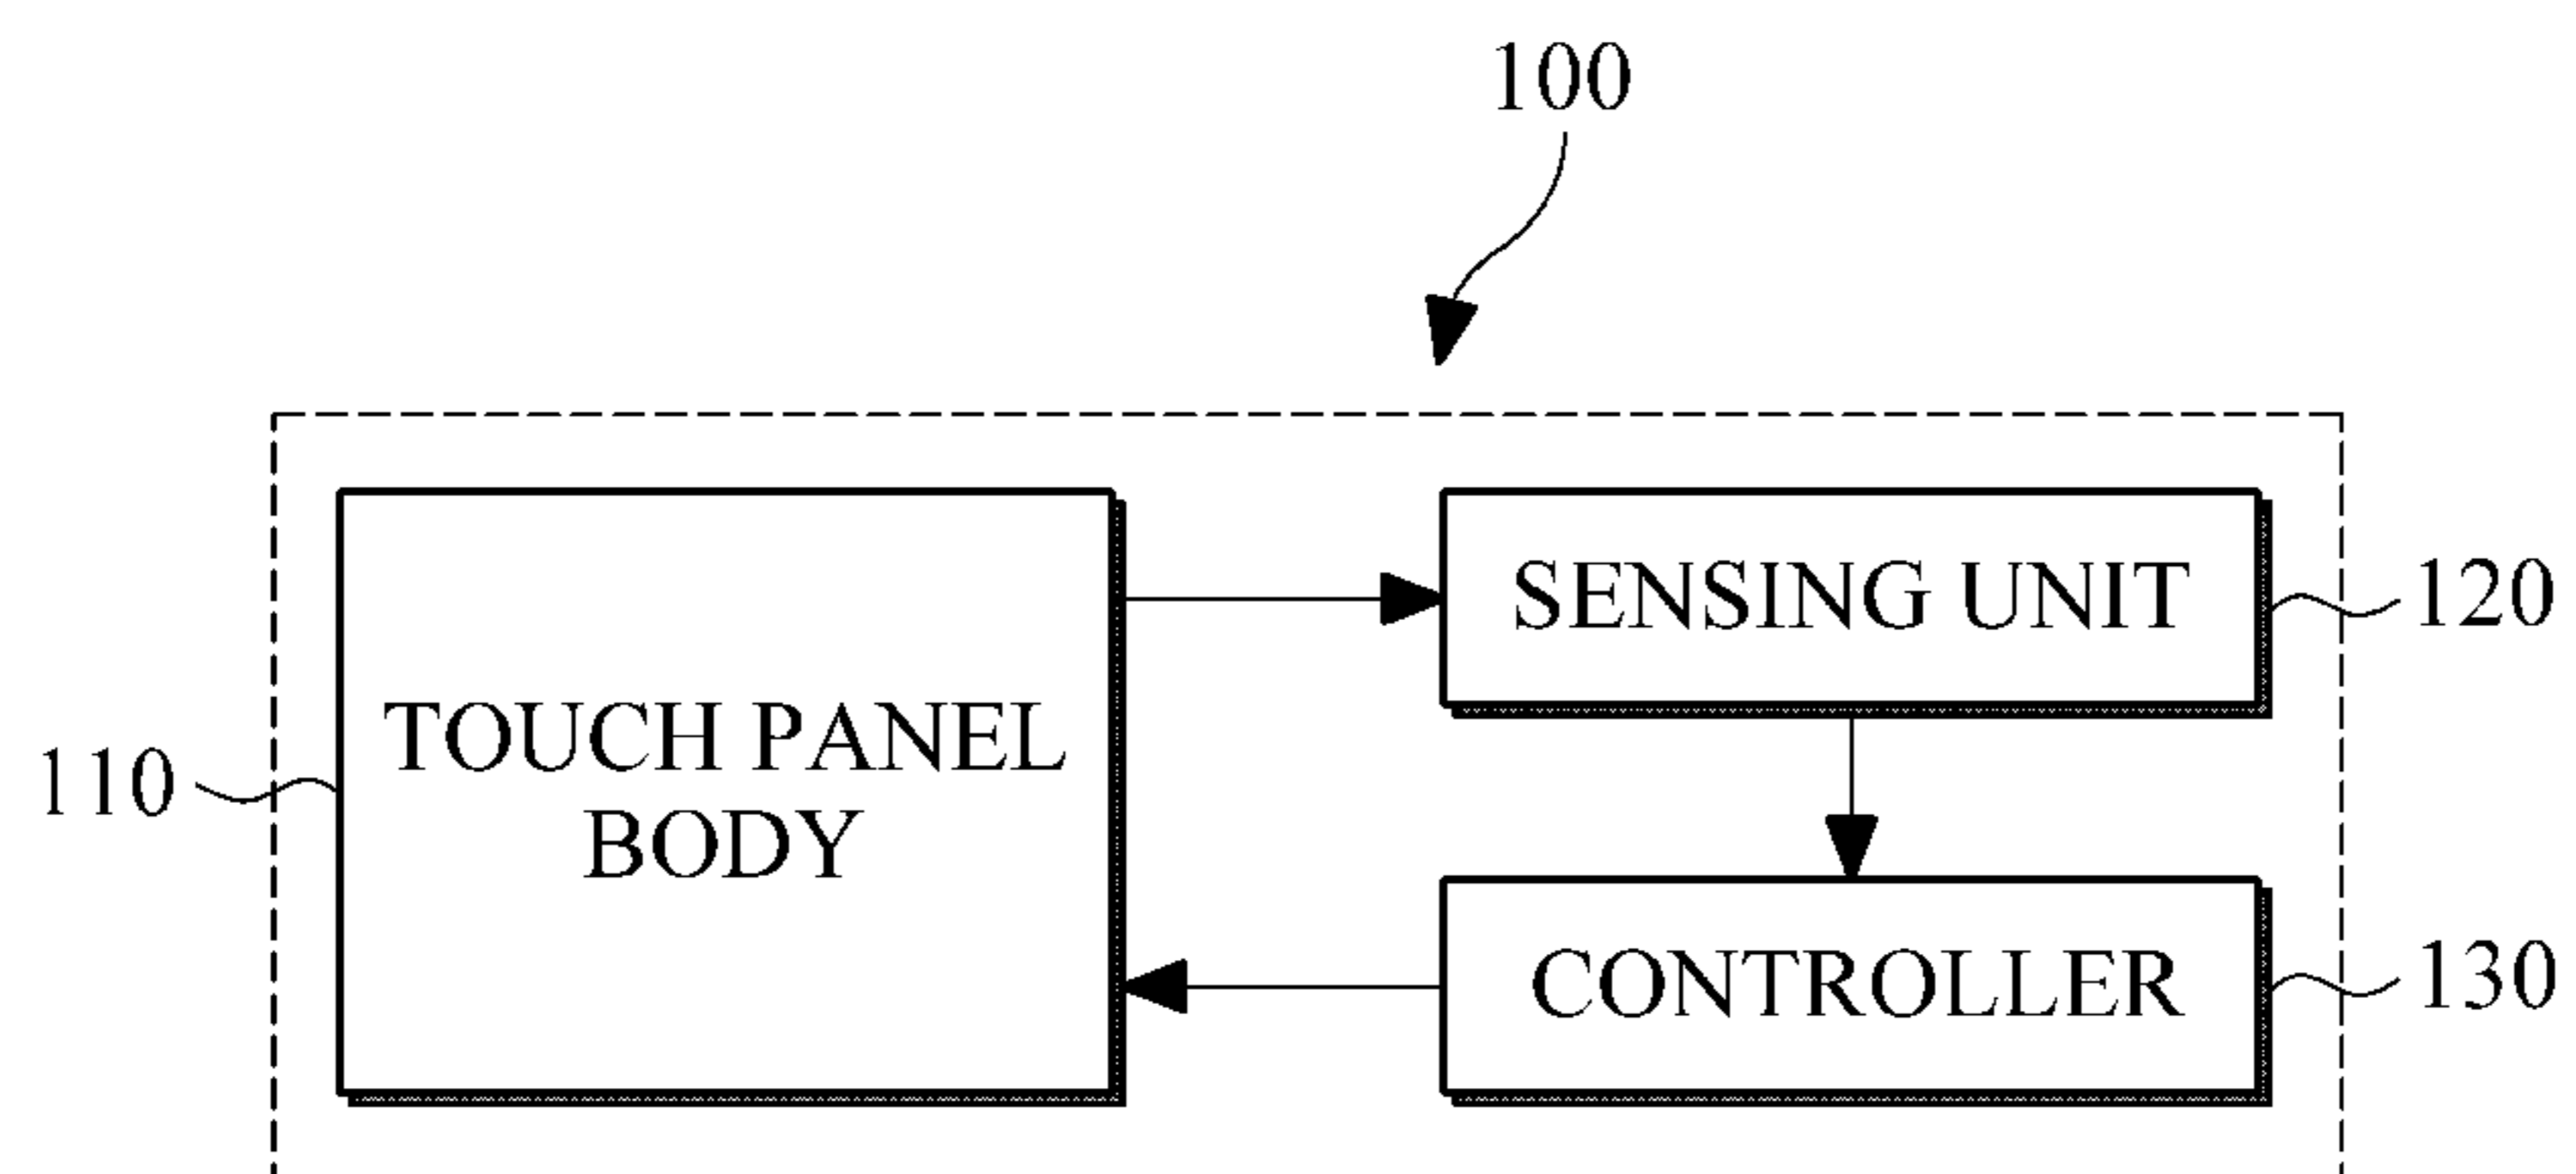 100
SENSING UNIT
120
TOUCH PANEL
BODY
110
CONTROLLER
130